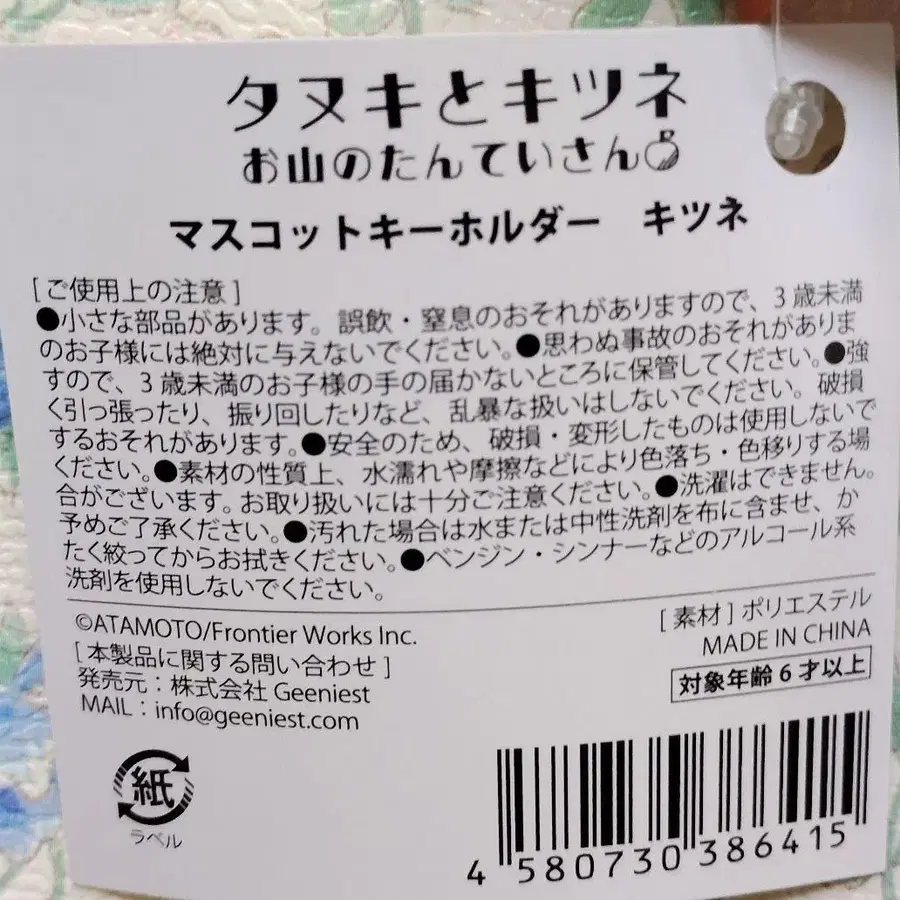 タヌキとキツネ
お山のたんていさん
マスコットキーホルダー　キツネ
[ご使用上の注意]
●小さな部品があります。誤飲・窒息のおそれがありますので、3歳未満
のお子様には絶対に与えないでください。●思わぬ事故のおそれがありま
すので、3歳未満のお子様の手の届かないところに保管してください。●強
く引っ張ったり、振り回したりなど、乱暴な扱いはしないでください。破損
するおそれがあります。●安全のため、破損・変形したものは使用しないで
ください。●素材の性質上、水濡れや摩擦などにより色落ち・色移りする場
合がございます。お取り扱いには十分ご注意ください。●洗濯はできません。
予めご了承ください。●汚れた場合は水または中性洗剤を布に含ませ、か
たく絞ってからお拭きください。●ベンジン・シンナーなどのアルコール系
洗剤を使用しないでください。
©ATAMOTO/Frontier Works Inc.
[本製品に関する問い合わせ]
発売元：株式会社 Geeniest
MAIL：info@geeniest.com
[素材] ポリエステル
MADE IN CHINA
対象年齢6才以上
紙
ラベル
4 580730 386415